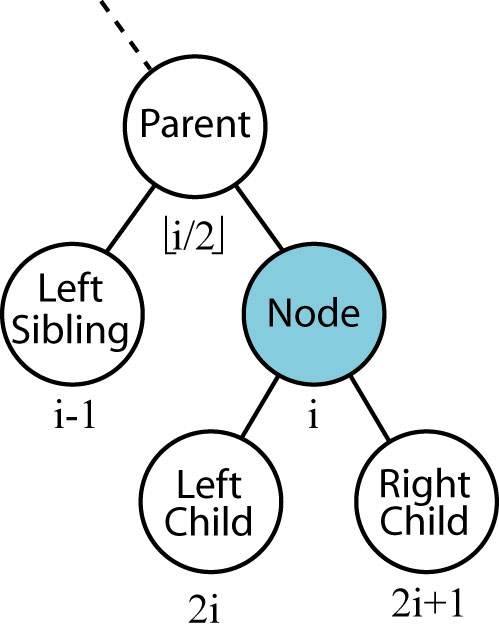 Parent
⌊i/2⌋
Left
Sibling
i-1
Node
i
Left
Child
2i
Right
Child
2i+1